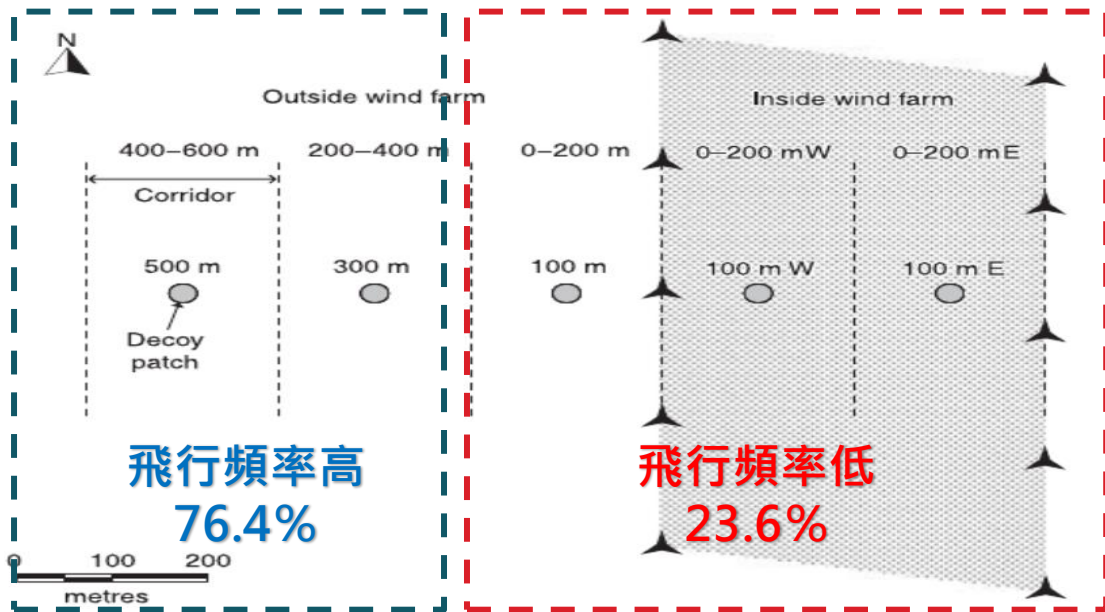 N
Outside wind farm
Inside wind farm
400–600 m
200–400 m
0–200 m
0–200 mW
0–200 mE
Corridor
500 m
300 m
100 m
100 m W
100 m E
Decoy
patch
飛行頻率高
76.4%
飛行頻率低
23.6%
0 100 200
metres